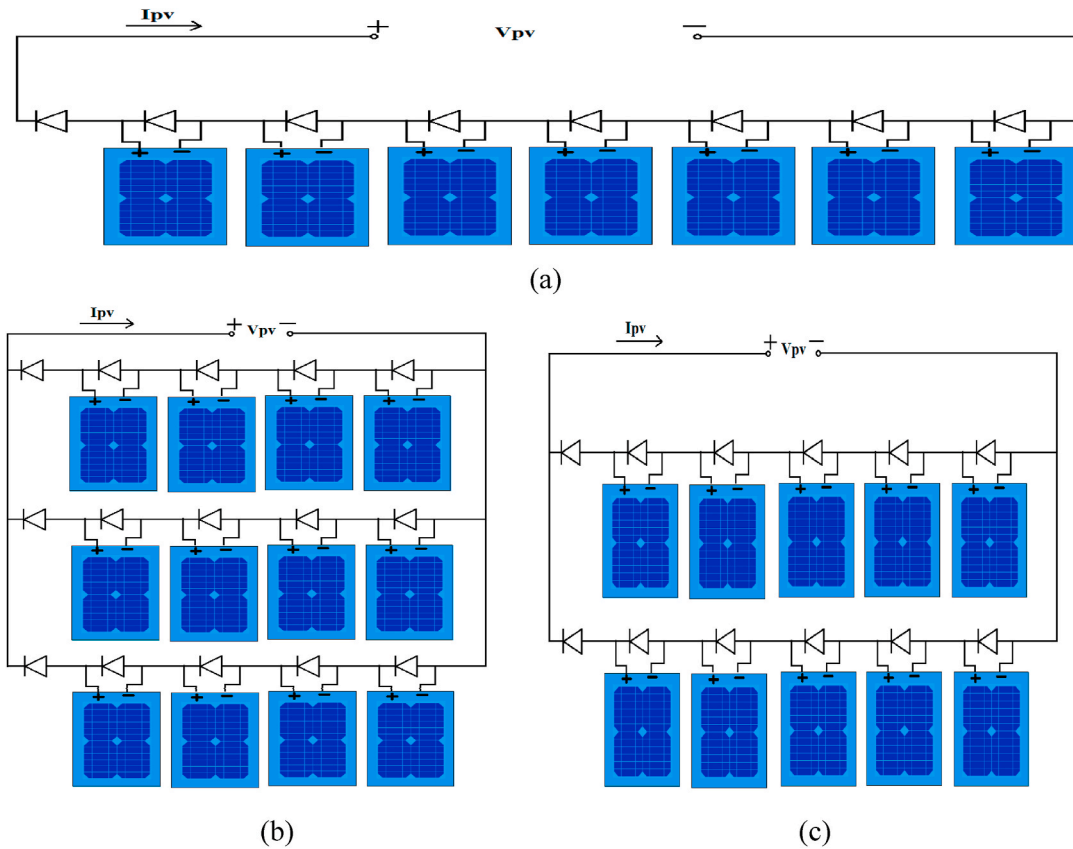 Ipv
+ Vpv −
+ − + − + − + − + − + − + −
(a)
Ipv
+ Vpv −
+ − + − + − + −
+ − + − + − + −
+ − + − + − + −
(b)
Ipv
+ Vpv −
+ − + − + − + − + −
+ − + − + − + − + −
(c)